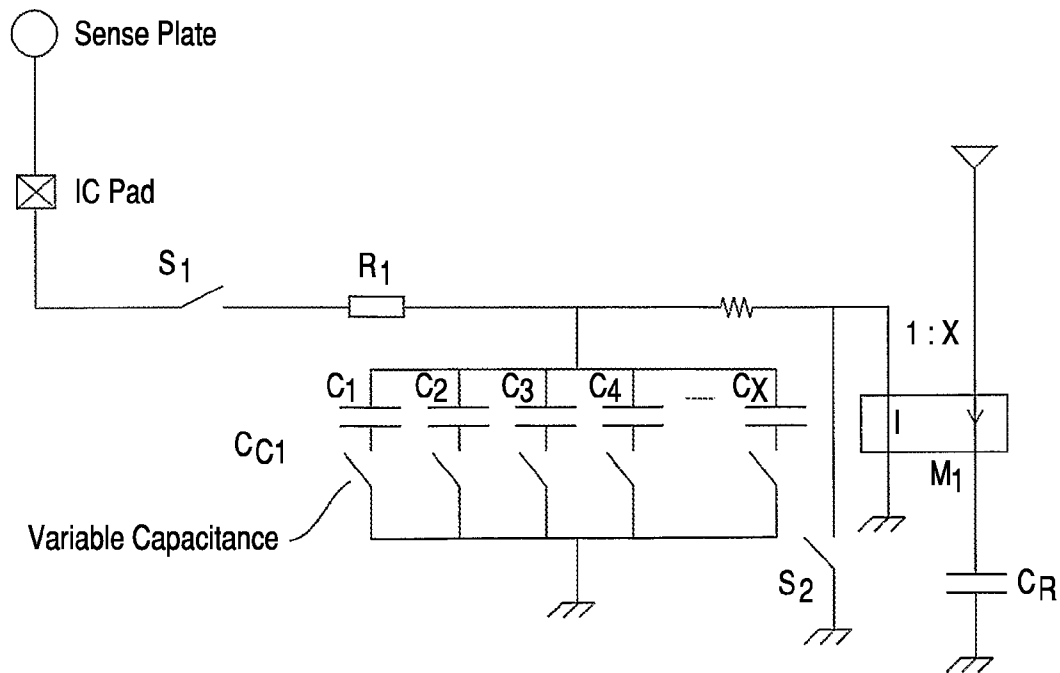 Sense Plate
IC Pad
S1
R1
1 : X
C1 C2 C3 C4 ---- CX
CC1
I
M1
Variable Capacitance
S2
CR